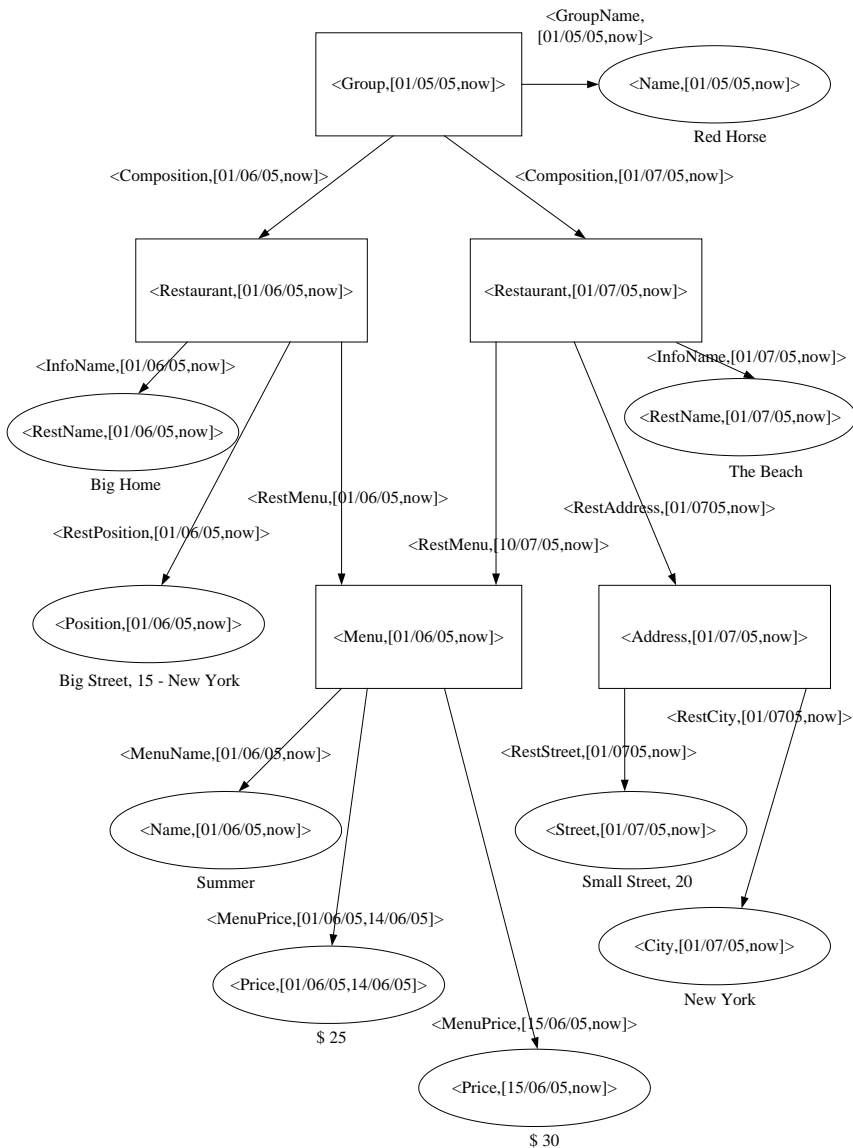 <GroupName,
[01/05/05,now]>
<Group,[01/05/05,now]>
<Name,[01/05/05,now]>
Red Horse
<Composition,[01/06/05,now]>
<Composition,[01/07/05,now]>
<Restaurant,[01/06/05,now]>
<Restaurant,[01/07/05,now]>
<InfoName,[01/06/05,now]>
<InfoName,[01/07/05,now]>
<RestName,[01/06/05,now]>
<RestName,[01/07/05,now]>
Big Home
The Beach
<RestMenu,[01/06/05,now]>
<RestAddress,[01/0705,now]>
<RestPosition,[01/06/05,now]>
<RestMenu,[10/07/05,now]>
<Position,[01/06/05,now]>
<Menu,[01/06/05,now]>
<Address,[01/07/05,now]>
Big Street, 15 - New York
<RestCity,[01/0705,now]>
<MenuName,[01/06/05,now]>
<RestStreet,[01/0705,now]>
<Name,[01/06/05,now]>
<Street,[01/07/05,now]>
Summer
Small Street, 20
<MenuPrice,[01/06/05,14/06/05]>
<City,[01/07/05,now]>
<Price,[01/06/05,14/06/05]>
New York
$ 25
<MenuPrice,[15/06/05,now]>
<Price,[15/06/05,now]>
$ 30